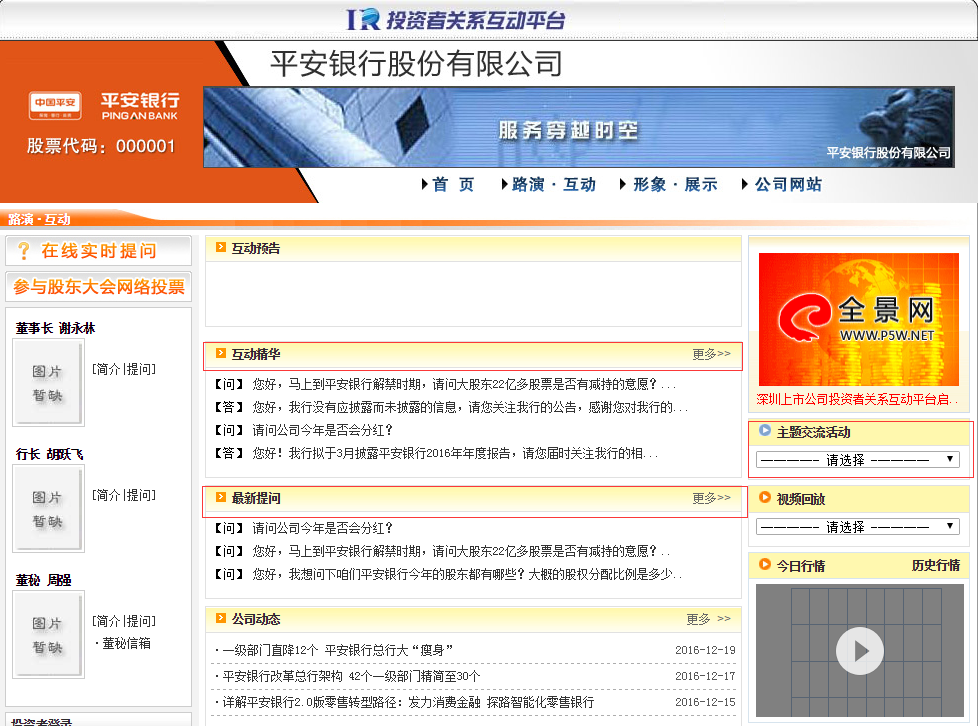 IR 投资者关系互动平台
平安银行股份有限公司
中国平安 平安银行
PINGAN BANK
股票代码：000001
服务穿越时空
平安银行股份有限公司
首 页 路演·互动 形象·展示 公司网站
路演·互动
? 在线实时提问
参与股东大会网络投票
董事长 谢永林
图片
暂缺
[简介|提问]
行长 胡跃飞
图片
暂缺
[简介|提问]
董秘 周强
图片
暂缺
[简介|提问]
·董秘信箱
投资者登录
互动预告
互动精华 更多>>
【问】 您好，马上到平安银行解禁时期，请问大股东22亿多股票是否有减持的意愿？...
【答】 您好，我行没有应披露而未披露的信息，请您关注我行的公告，感谢您对我行的...
【问】 请问公司今年是否会分红？
【答】 您好！我行拟于3月披露平安银行2016年年度报告，请您届时关注我行的相...
最新提问 更多>>
【问】 请问公司今年是否会分红？
【问】 您好，马上到平安银行解禁时期，请问大股东22亿多股票是否有减持的意愿？..
【问】 您好，我想问下咱们平安银行今年的股东都有哪些？大概的股权分配比例是多少..
公司动态 更多 >>
·一级部门直降12个 平安银行总行大“瘦身” 2016-12-19
·平安银行改革总行架构 42个一级部门精简至30个 2016-12-17
·详解平安银行2.0版零售转型路径：发力消费金融 探路智能化零售银行 2016-12-15
全景网
WWW.P5W.NET
深圳上市公司投资者关系互动平台启..
主题交流活动
————— 请选择 —————
视频回放
————— 请选择 —————
今日行情 历史行情